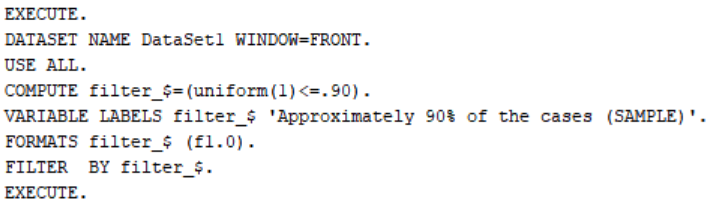 EXECUTE.
DATASET NAME DataSet1 WINDOW=FRONT.
USE ALL.
COMPUTE filter_$=(uniform(1)<=.90).
VARIABLE LABELS filter_$ 'Approximately 90% of the cases (SAMPLE)'.
FORMATS filter_$ (f1.0).
FILTER  BY filter_$.
EXECUTE.